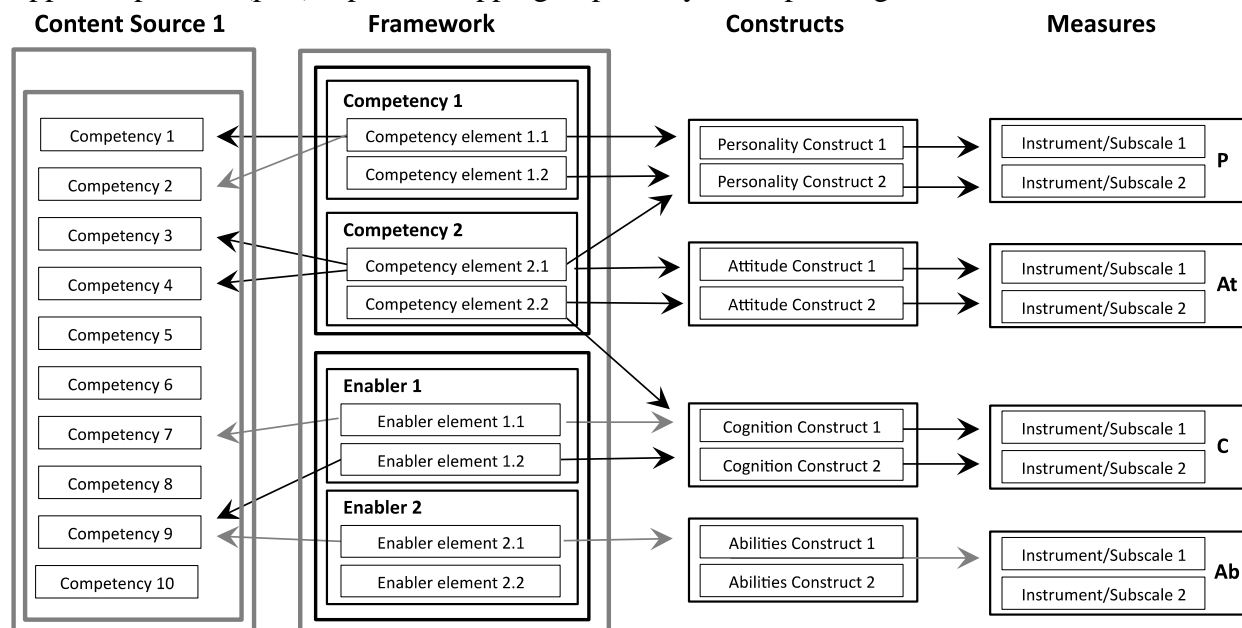 Content Source 1
Framework
Constructs
Measures
Competency 1
Competency 2
Competency 3
Competency 4
Competency 5
Competency 6
Competency 7
Competency 8
Competency 9
Competency 10
Competency 1
Competency element 1.1
Competency element 1.2
Competency 2
Competency element 2.1
Competency element 2.2
Enabler 1
Enabler element 1.1
Enabler element 1.2
Enabler 2
Enabler element 2.1
Enabler element 2.2
Personality Construct 1
Personality Construct 2
Attitude Construct 1
Attitude Construct 2
Cognition Construct 1
Cognition Construct 2
Abilities Construct 1
Abilities Construct 2
Instrument/Subscale 1
Instrument/Subscale 2
P
Instrument/Subscale 1
Instrument/Subscale 2
At
Instrument/Subscale 1
Instrument/Subscale 2
C
Instrument/Subscale 1
Instrument/Subscale 2
Ab